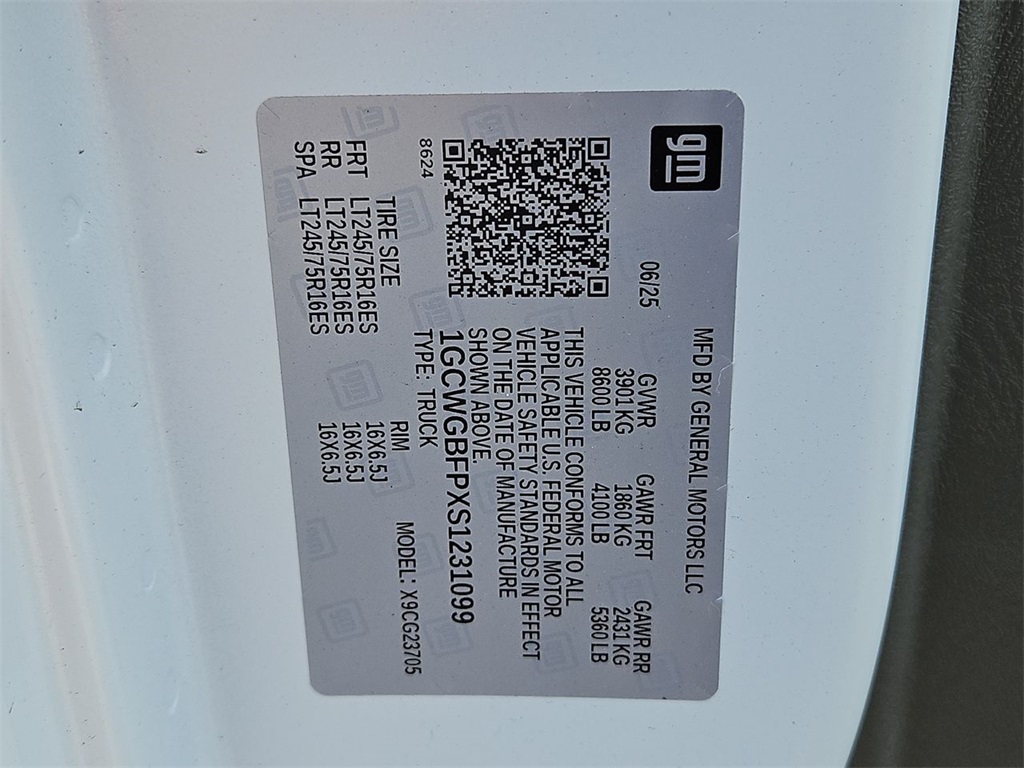 gm
MFD BY GENERAL MOTORS LLC
06/25
GVWR GAWR FRT GAWR RR
3901 KG 1860 KG 2431 KG
8600 LB 4100 LB 5360 LB
THIS VEHICLE CONFORMS TO ALL
APPLICABLE U.S. FEDERAL MOTOR
VEHICLE SAFETY STANDARDS IN EFFECT
ON THE DATE OF MANUFACTURE
SHOWN ABOVE.
1GCWGBFPXS1231099
TYPE: TRUCK
8624
MODEL: X9CG23705
TIRE SIZE RIM
FRT LT245/75R16ES 16X6.5J
RR LT245/75R16ES 16X6.5J
SPA LT245/75R16ES 16X6.5J